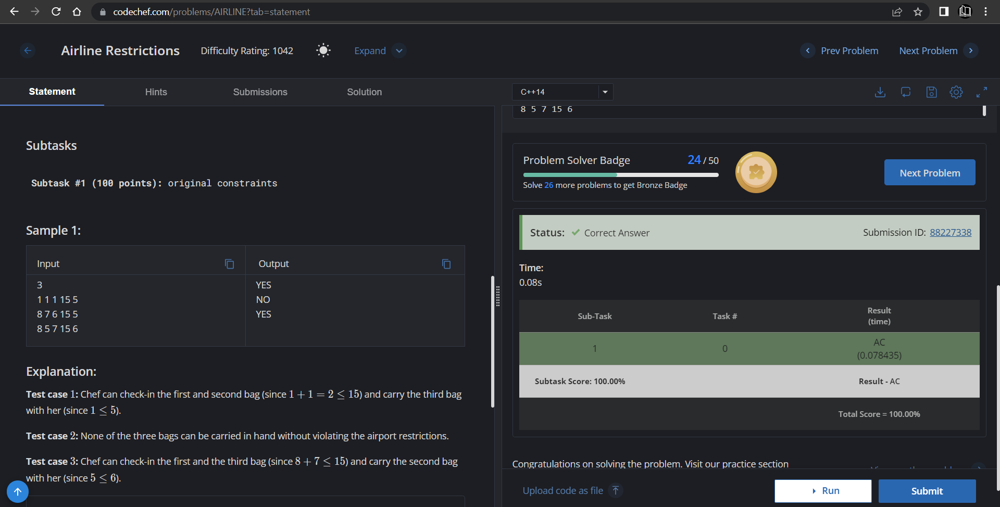 codechef.com/problems/AIRLINE?tab=statement
Airline Restrictions
Difficulty Rating: 1042
Expand
Prev Problem
Next Problem
Statement
Hints
Submissions
Solution
Subtasks
Subtask #1 (100 points): original constraints
Sample 1:
Input
Output
3
1 1 1 15 5
8 7 6 15 5
8 5 7 15 6
YES
NO
YES
Explanation:
Test case 1: Chef can check-in the first and second bag (since 1 + 1 = 2 ≤ 15) and carry the third bag
with her (since 1 ≤ 5).
Test case 2: None of the three bags can be carried in hand without violating the airport restrictions.
Test case 3: Chef can check-in the first and the third bag (since 8 + 7 ≤ 15) and carry the second bag
with her (since 5 ≤ 6).
C++14
8 5 7 15 6
Problem Solver Badge
24 / 50
Solve 26 more problems to get Bronze Badge
Next Problem
Status: Correct Answer
Submission ID: 88227338
Time:
0.08s
Sub-Task
Task #
Result
(time)
1
0
AC
(0.078435)
Subtask Score: 100.00%
Result - AC
Total Score = 100.00%
Congratulations on solving the problem. Visit our practice section
Upload code as file
Run
Submit